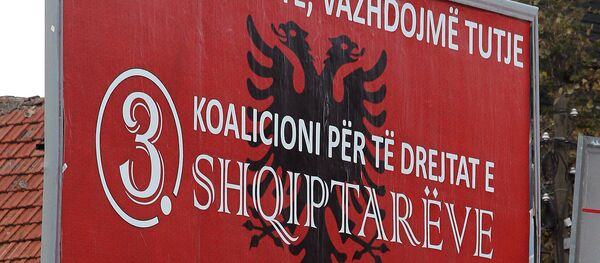 , VAZHDOJMË TUTJE
3.
KOALICIONI PËR TË DREJTAT E
SHQIPTARËVE